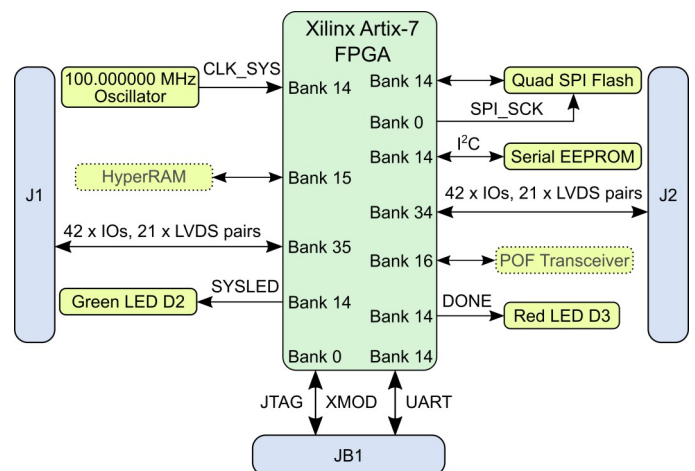 Xilinx Artix-7
FPGA
J1
100.000000 MHz
Oscillator
CLK_SYS
Bank 14
Bank 14
Quad SPI Flash
Bank 0
SPI_SCK
Bank 14
I²C
Serial EEPROM
J2
HyperRAM
Bank 15
Bank 34
42 x IOs, 21 x LVDS pairs
42 x IOs, 21 x LVDS pairs
Bank 35
Bank 16
POF Transceiver
Green LED D2
SYSLED
Bank 14
Bank 14
DONE
Red LED D3
Bank 0
Bank 14
JTAG
XMOD
UART
JB1